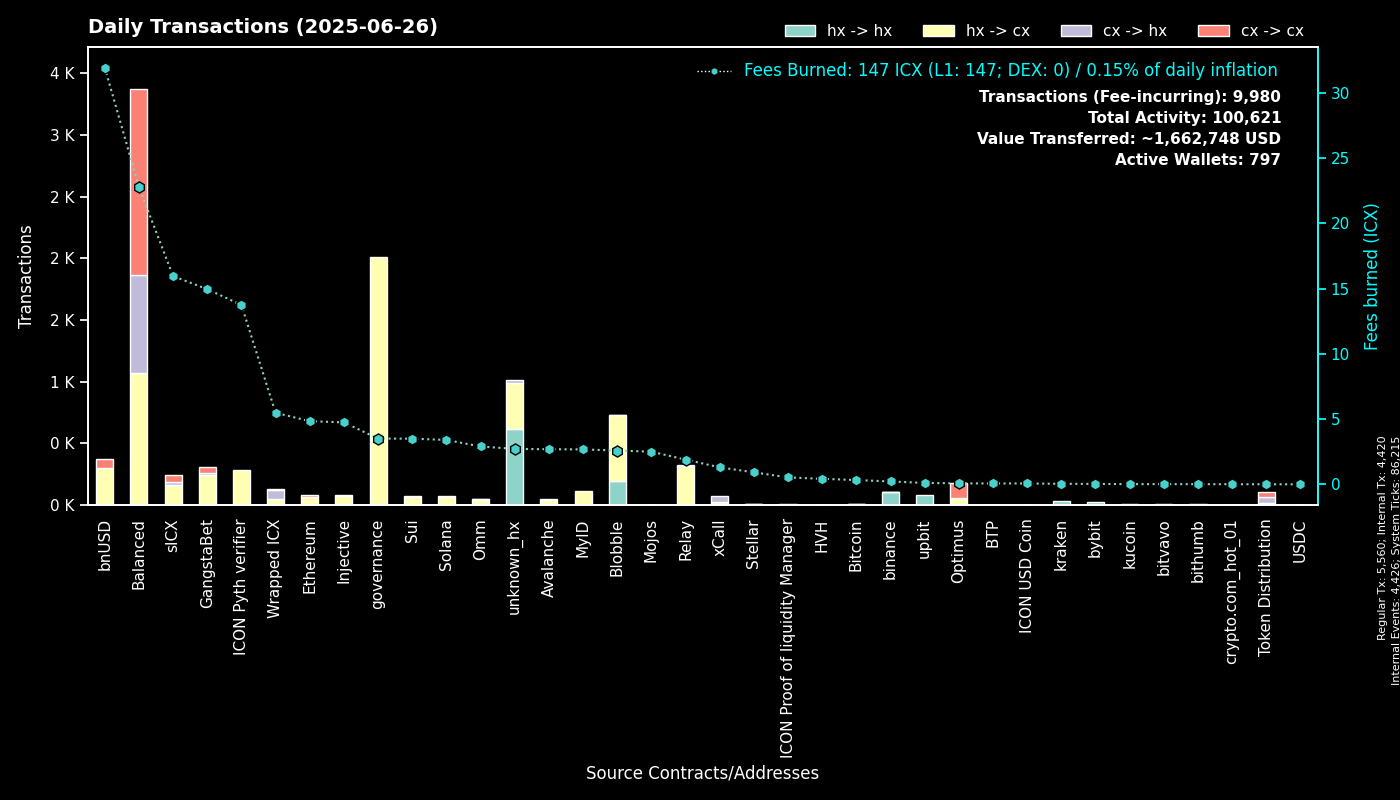 Daily Transactions (2025-06-26)
hx -> hx
hx -> cx
cx -> hx
cx -> cx
Fees Burned: 147 ICX (L1: 147; DEX: 0) / 0.15% of daily inflation
Transactions (Fee-incurring): 9,980
Total Activity: 100,621
Value Transferred: ~1,662,748 USD
Active Wallets: 797
Transactions
4 K
3 K
2 K
2 K
2 K
1 K
0 K
0 K
30
25
20
15
10
5
0
Fees burned (ICX)
bnUSD
Balanced
sICX
GangstaBet
ICON Pyth verifier
Wrapped ICX
Ethereum
Injective
governance
Sui
Solana
Omm
unknown_hx
Avalanche
MyID
Blobble
Mojos
Relay
xCall
Stellar
ICON Proof of liquidity Manager
HVH
Bitcoin
binance
upbit
Optimus
BTP
ICON USD Coin
kraken
bybit
kucoin
bitvavo
bithumb
crypto.com_hot_01
Token Distribution
USDC
Source Contracts/Addresses
Regular Tx: 5,560; Internal Tx: 4,420
Internal Events: 4,426; System Ticks: 86,215